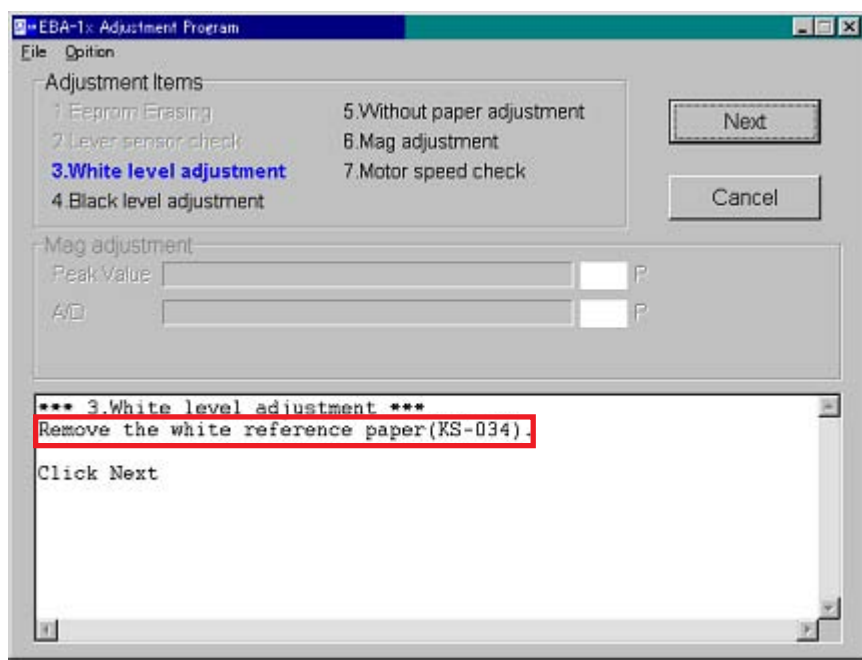 EBA-1x Adjustment Program
File Opition
Adjustment Items
1.Eeprom Erasing
2.Lever sensor check
3.White level adjustment
4.Black level adjustment
5.Without paper adjustment
6.Mag adjustment
7.Motor speed check
Next
Cancel
Mag adjustment
Peak Value P
A/D P
*** 3.White level adjustment ***
Remove the white reference paper(KS-034).
Click Next